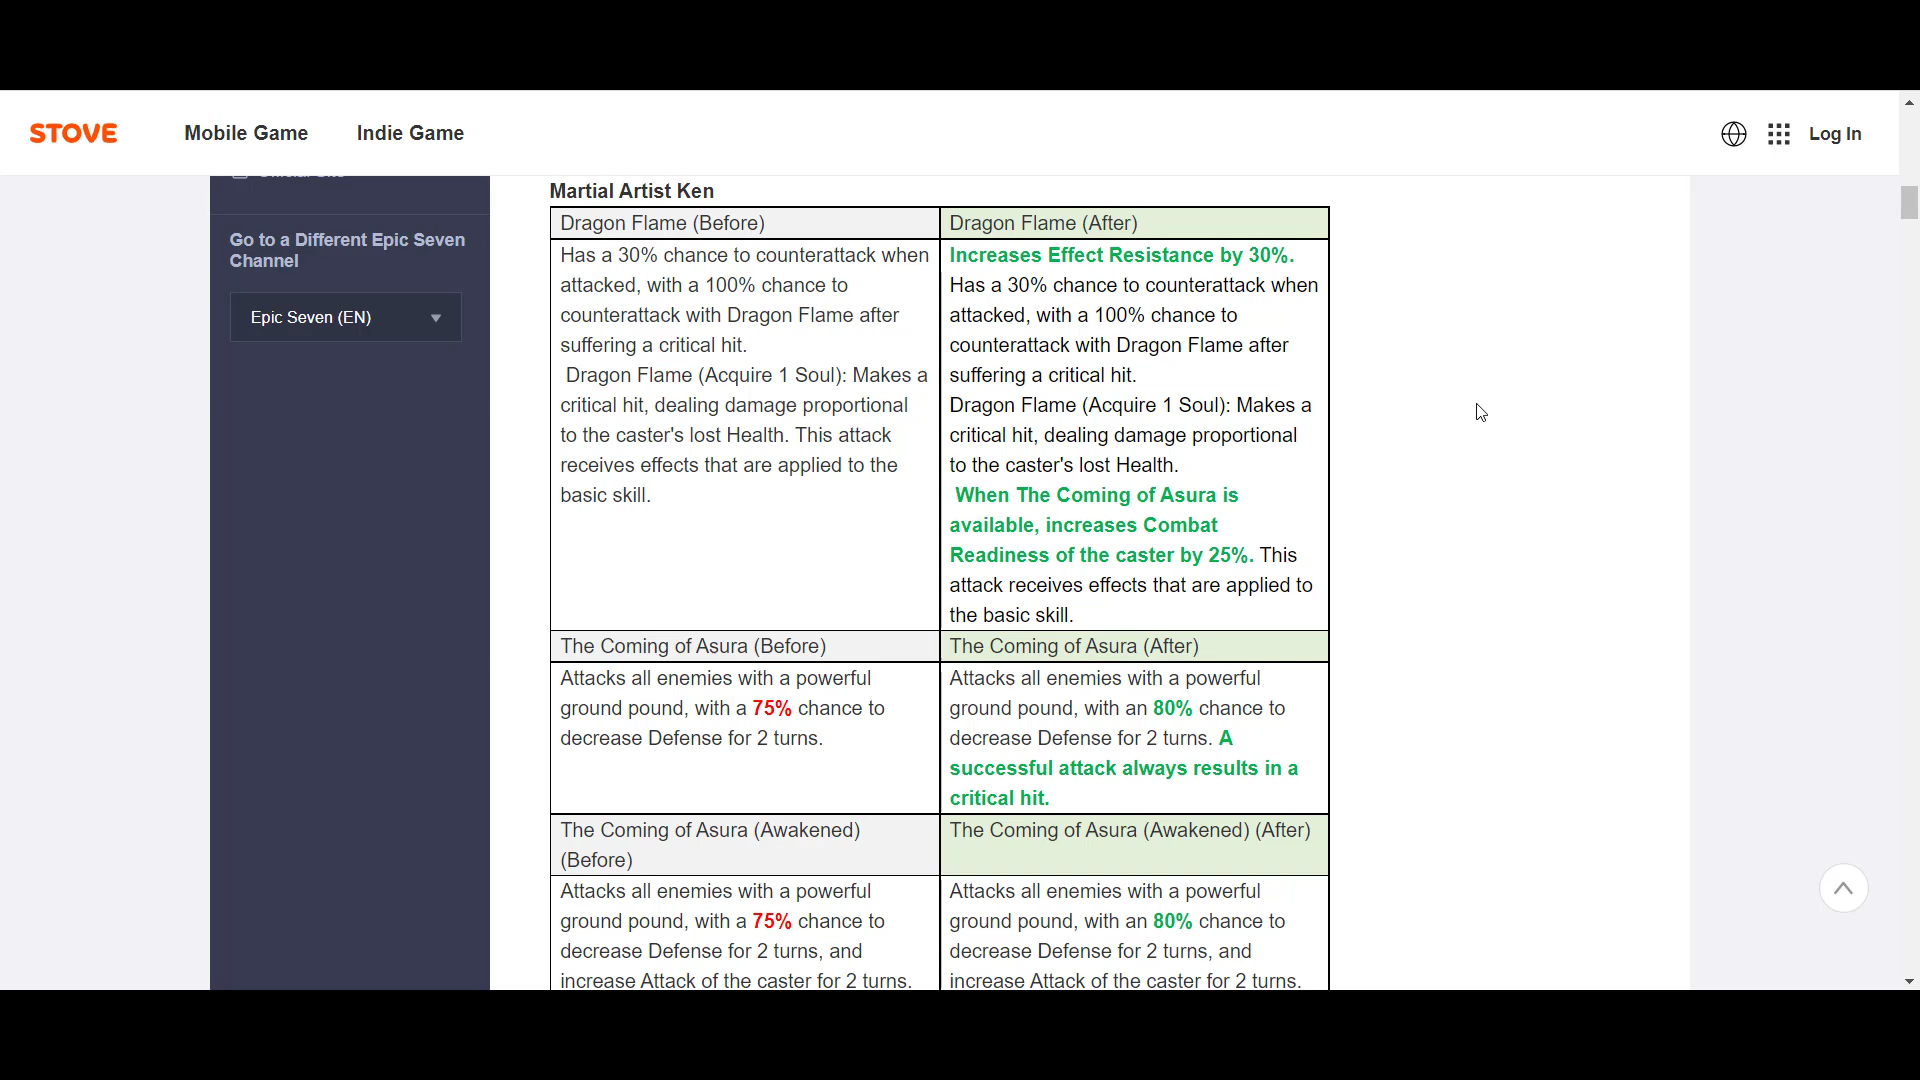 STOVE
Mobile Game
Indie Game
Log In
Go to a Different Epic Seven
Channel
Epic Seven (EN)
Martial Artist Ken
Dragon Flame (Before)
Dragon Flame (After)
Has a 30% chance to counterattack when
attacked, with a 100% chance to
counterattack with Dragon Flame after
suffering a critical hit.
Dragon Flame (Acquire 1 Soul): Makes a
critical hit, dealing damage proportional
to the caster's lost Health. This attack
receives effects that are applied to the
basic skill.
Increases Effect Resistance by 30%.
Has a 30% chance to counterattack when
attacked, with a 100% chance to
counterattack with Dragon Flame after
suffering a critical hit.
Dragon Flame (Acquire 1 Soul): Makes a
critical hit, dealing damage proportional
to the caster's lost Health.
When The Coming of Asura is
available, increases Combat
Readiness of the caster by 25%. This
attack receives effects that are applied to
the basic skill.
The Coming of Asura (Before)
The Coming of Asura (After)
Attacks all enemies with a powerful
ground pound, with a 75% chance to
decrease Defense for 2 turns.
Attacks all enemies with a powerful
ground pound, with an 80% chance to
decrease Defense for 2 turns. A
successful attack always results in a
critical hit.
The Coming of Asura (Awakened)
(Before)
The Coming of Asura (Awakened) (After)
Attacks all enemies with a powerful
ground pound, with a 75% chance to
decrease Defense for 2 turns, and
increase Attack of the caster for 2 turns.
Attacks all enemies with a powerful
ground pound, with an 80% chance to
decrease Defense for 2 turns, and
increase Attack of the caster for 2 turns.